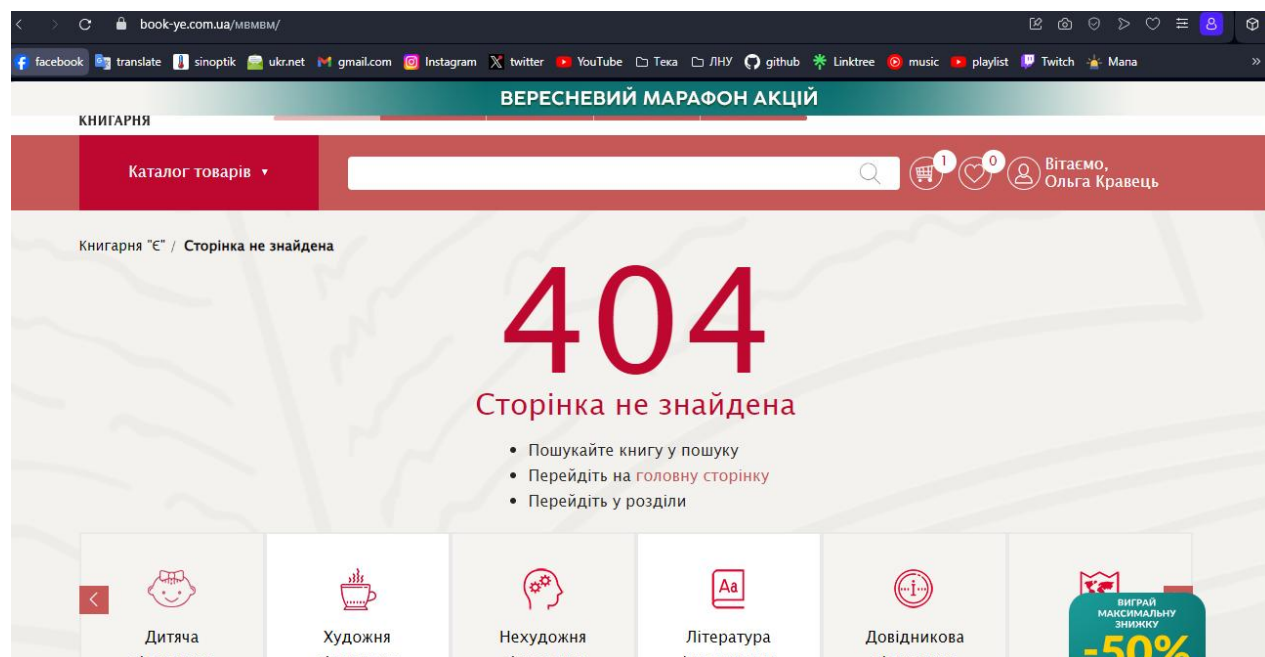 book-ye.com.ua/мвмвм/
facebook translate sinoptik ukr.net gmail.com Instagram twitter YouTube Тека ЛНУ github Linktree music playlist Twitch Мапа »
ВЕРЕСНЕВИЙ МАРАФОН АКЦІЙ
КНИГАРНЯ
Каталог товарів
1
0
Вітаємо,
Ольга Кравець
Книгарня "Є" / Сторінка не знайдена
404
Сторінка не знайдена
• Пошукайте книгу у пошуку
• Перейдіть на головну сторінку
• Перейдіть у розділи
Aa
i
Дитяча Художня Нехудожня Література Довідникова
ВИГРАЙ
МАКСИМАЛЬНУ
ЗНИЖКУ
-50%